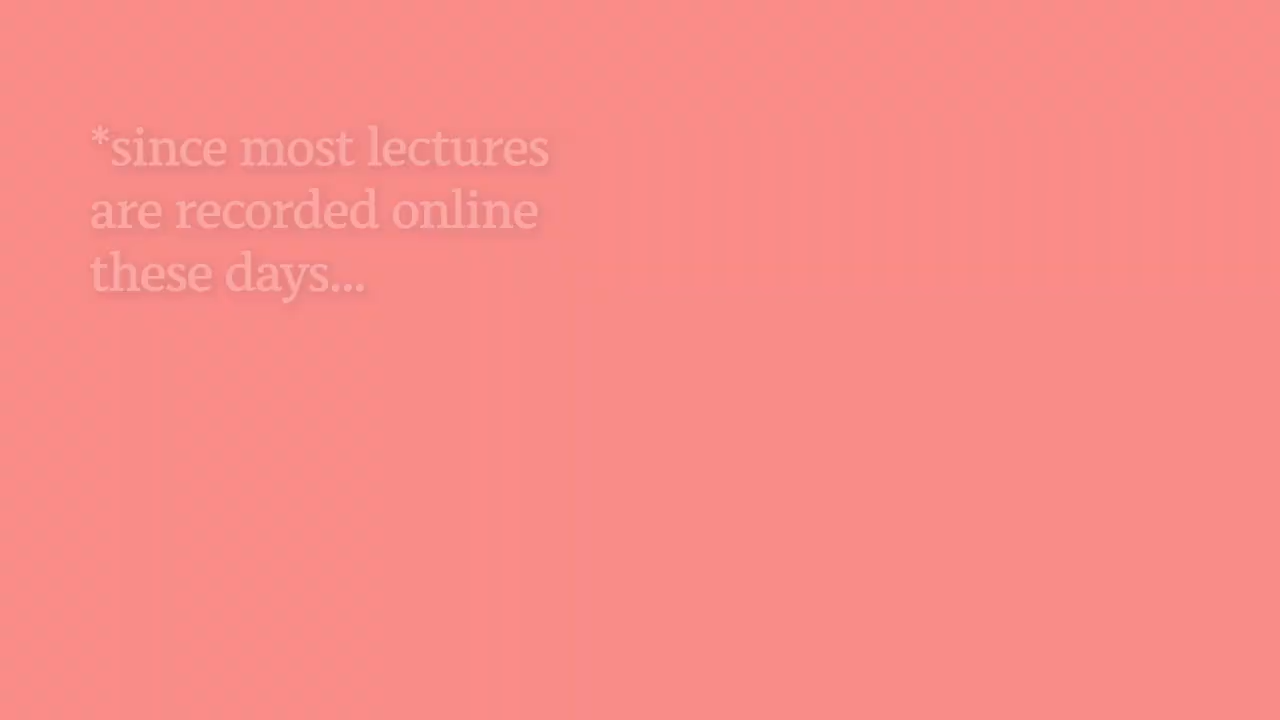 *since most lectures
are recorded online
these days...